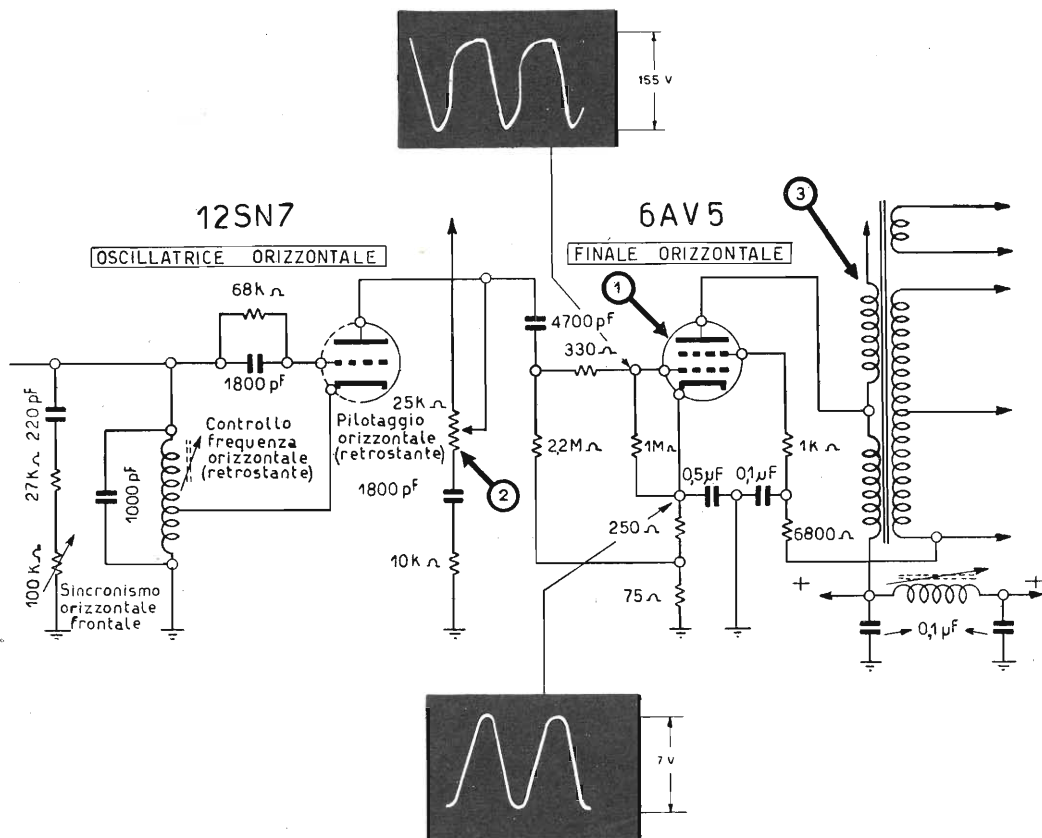 155 V
12SN7
6AV5
3
OSCILLATRICE ORIZZONTALE
FINALE ORIZZONTALE
68k Ω
1
4700 pF
330 Ω
1800 pF
220 pF
25K Ω
Pilotaggio
orizzontale
(retrostante)
Controllo
frequenza
orizzontale
(retrostante)
2,2M Ω
1M Ω
1K Ω
27K Ω
1000 pF
1800 pF
2
0,5 µF
0,1 µF
250 Ω
6800 Ω
100 K Ω
Sincronismo
orizzontale
frontale
10K Ω
75 Ω
+
+
0,1 µF
7 V